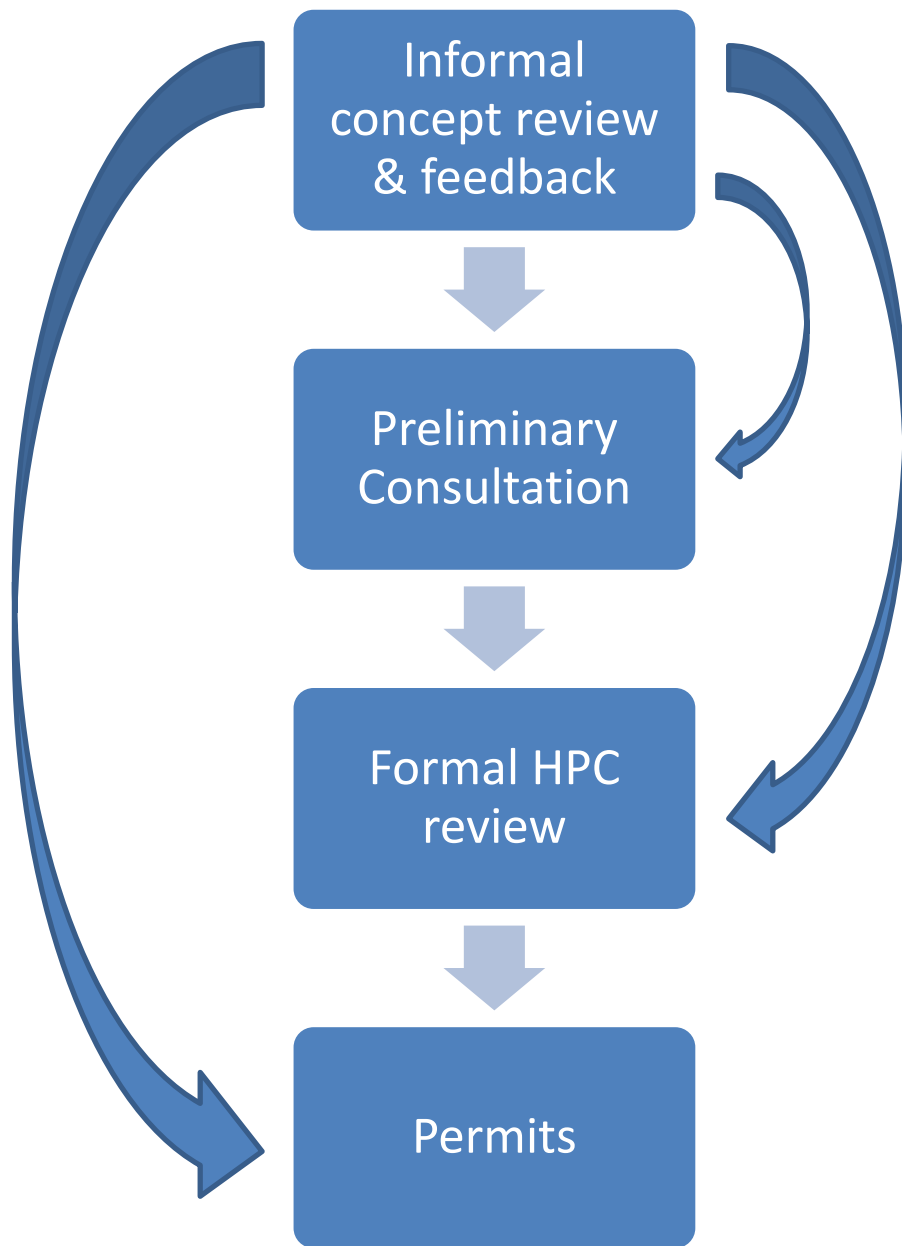 Informal
concept review
& feedback
Preliminary
Consultation
Formal HPC
review
Permits